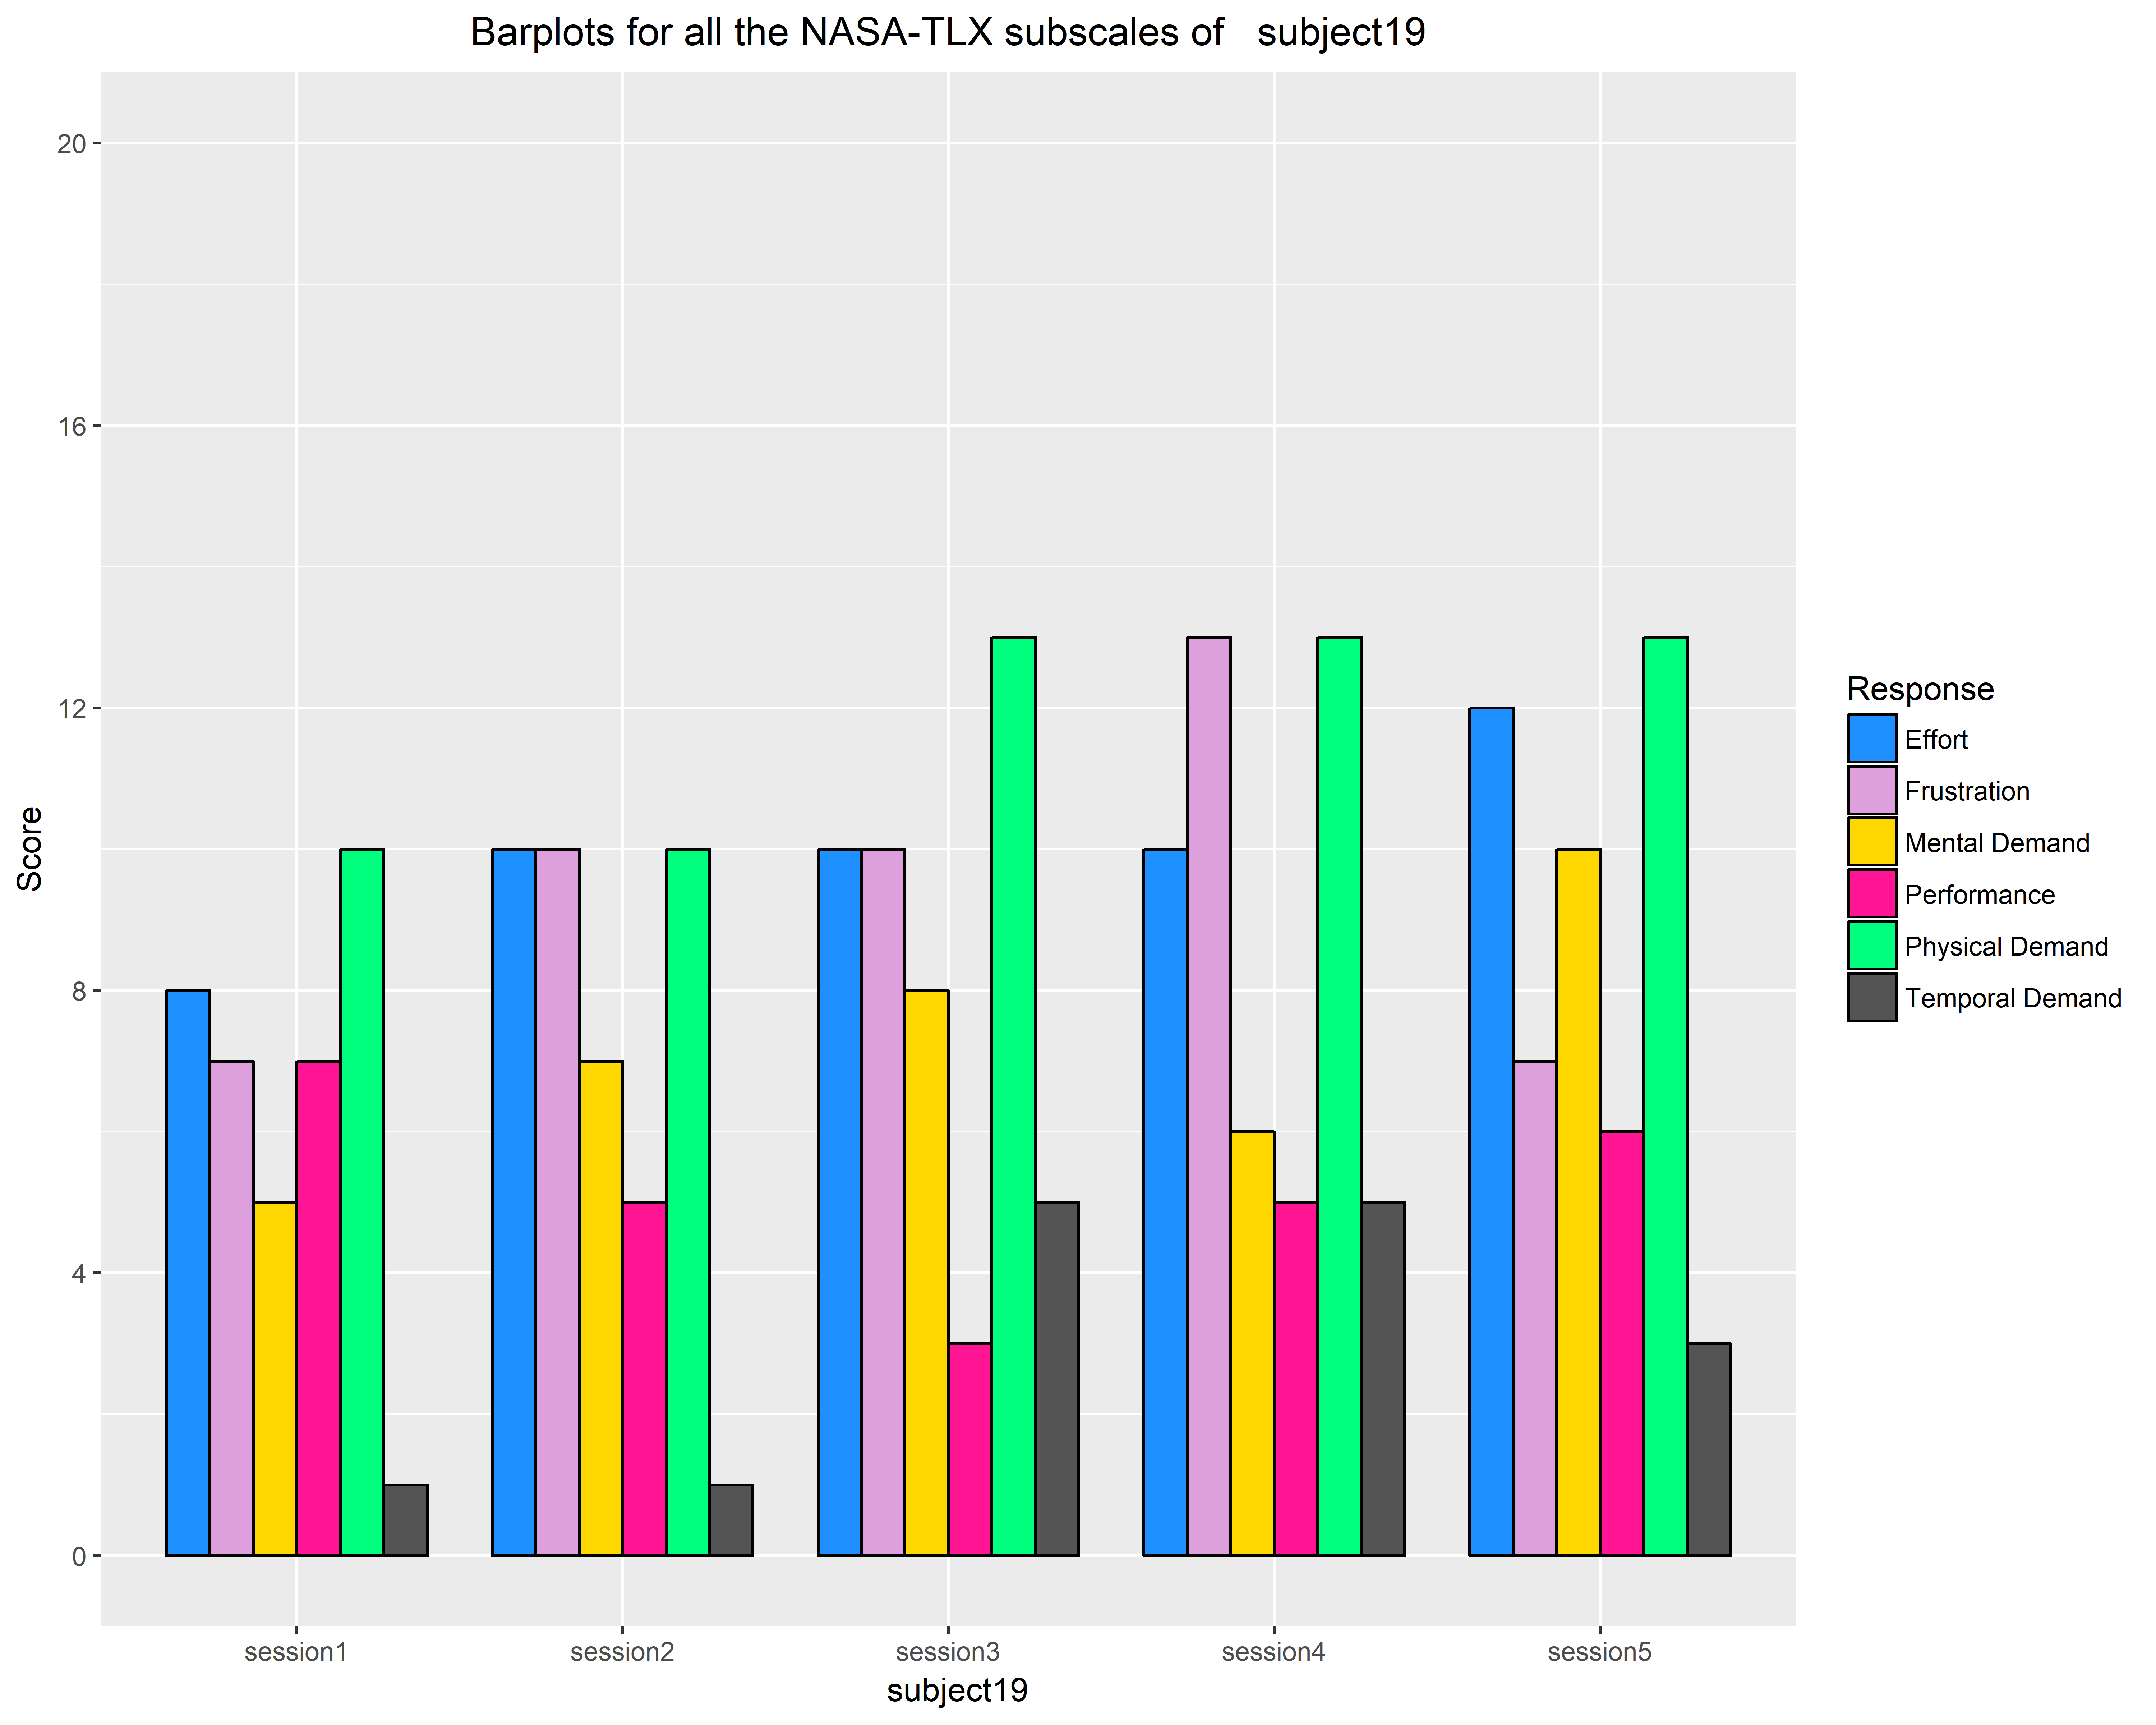 Barplots for all the NASA-TLX subscales of   subject19
20
16
12
8
4
0
Score
session1
session2
session3
session4
session5
subject19
Response
Effort
Frustration
Mental Demand
Performance
Physical Demand
Temporal Demand